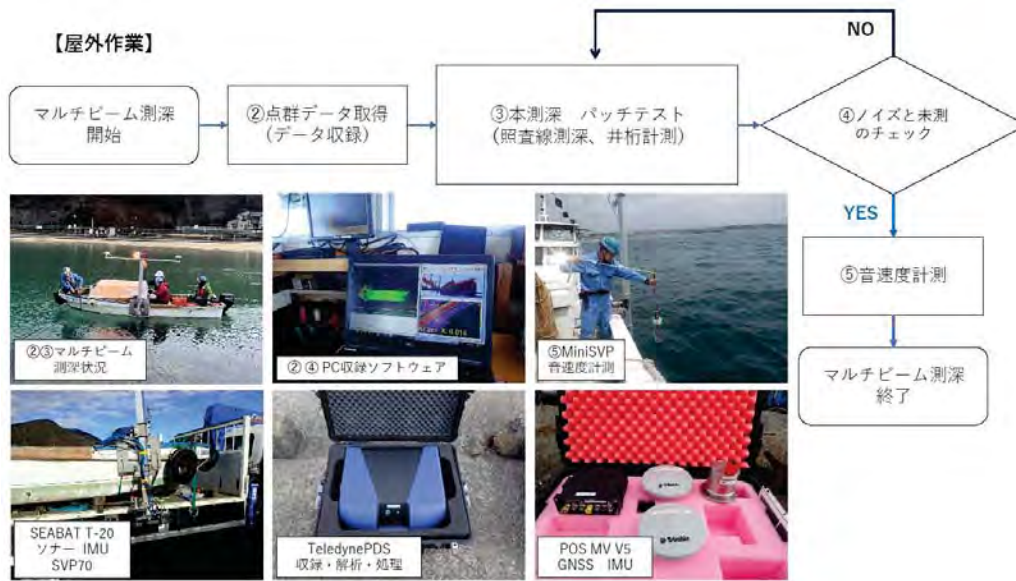 【屋外作業】
NO
マルチビーム測深
開始
②点群データ取得
(データ収録)
③本測深　パッチテスト
(照査線測深、井桁計測)
④ノイズと未測
のチェック
YES
⑤音速度計測
マルチビーム測深
終了
②③マルチビーム
測深状況
②④PC収録ソフトウェア
⑤MiniSVP
音速度計測
SEABAT T-20
ソナー IMU
SVP70
TeledynePDS
収録・解析・処理
Trimble
POS MV V5
GNSS　IMU